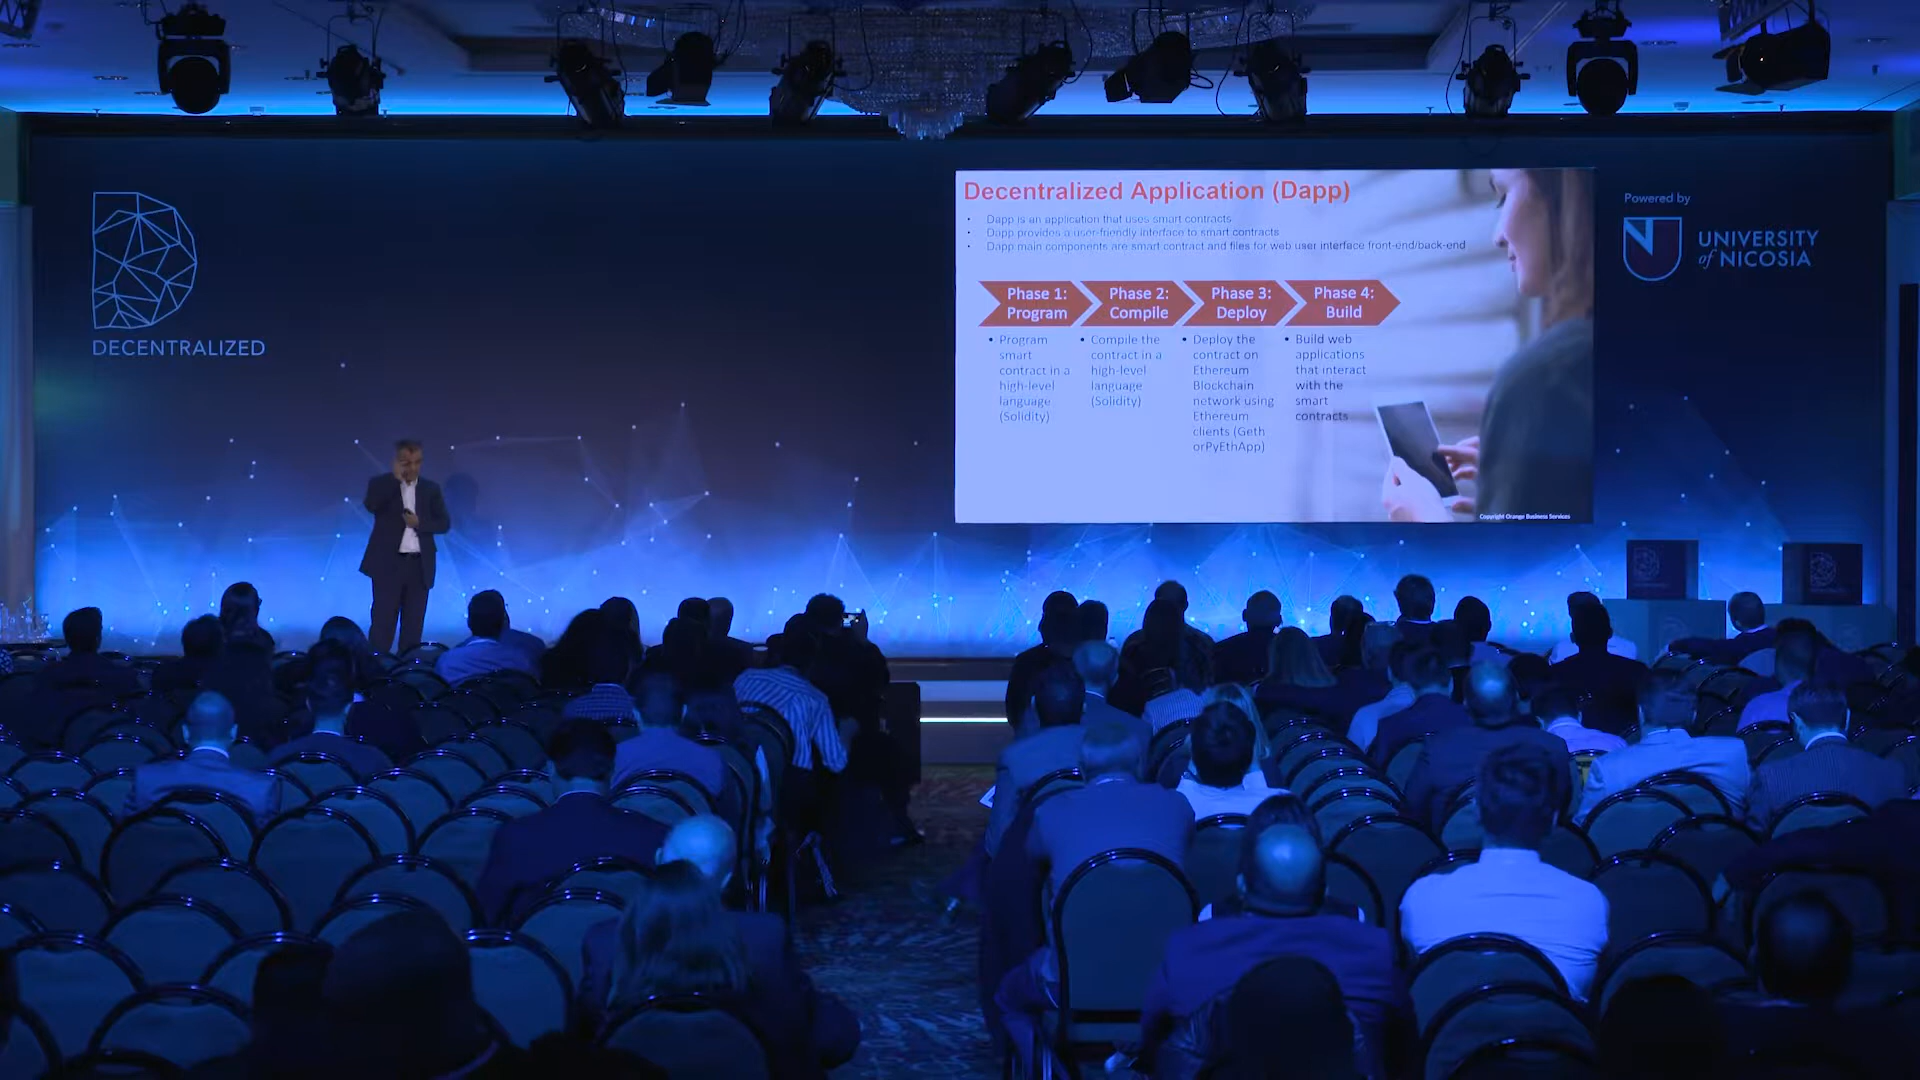 DECENTRALIZED
Decentralized Application (Dapp)
• Dapp is an application that uses smart contracts
• Dapp provides a user-friendly interface to smart contracts
• Dapp main components are smart contract and files for web user interface front-end/back-end
Phase 1:
Program
• Program
smart
contract in a
high-level
language
(Solidity)
Phase 2:
Compile
• Compile the
contract in a
high-level
language
(Solidity)
Phase 3:
Deploy
• Deploy the
contract on
Ethereum
Blockchain
network using
Ethereum
clients (Geth
orPyEthApp)
Phase 4:
Build
• Build web
applications
that interact
with the
smart
contracts
Copyright Orange Business Services
Powered by
UNIVERSITY
of NICOSIA